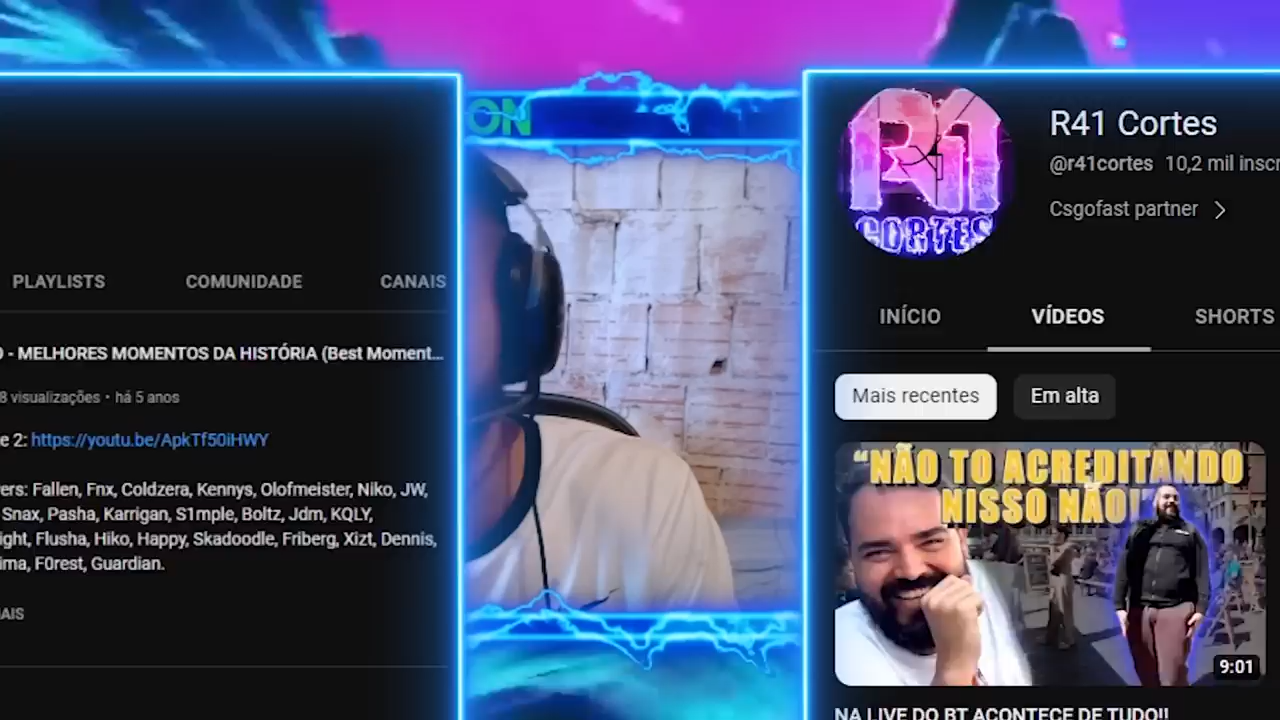 PLAYLISTS
COMUNIDADE
CANAIS
- MELHORES MOMENTOS DA HISTÓRIA (Best Moment...
8 visualizações • há 5 anos
e 2: https://youtu.be/ApkTf50iHWY
ers: Fallen, Fnx, Coldzera, Kennys, Olofmeister, Niko, JW,
Snax, Pasha, Karrigan, S1mple, Boltz, Jdm, KQLY,
ight, Flusha, Hiko, Happy, Skadoodle, Friberg, Xizt, Dennis,
ima, F0rest, Guardian.
AIS
ON
R1
CORTES
R41 Cortes
@r41cortes 10,2 mil inscr
Csgofast partner
INÍCIO
VÍDEOS
SHORTS
Mais recentes
Em alta
“NÃO TO ACREDITANDO
NISSO NÃO!"
9:01
NA LIVE DO BT ACONTECE DE TUDO!!